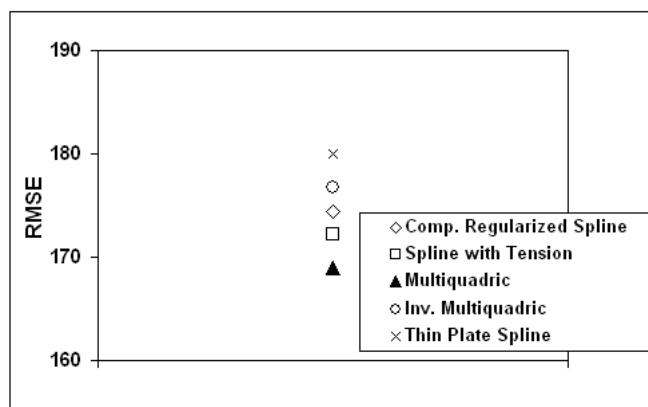 190
180
170
160
RMSE
Comp. Regularized Spline
Spline with Tension
Multiquadric
Inv. Multiquadric
Thin Plate Spline